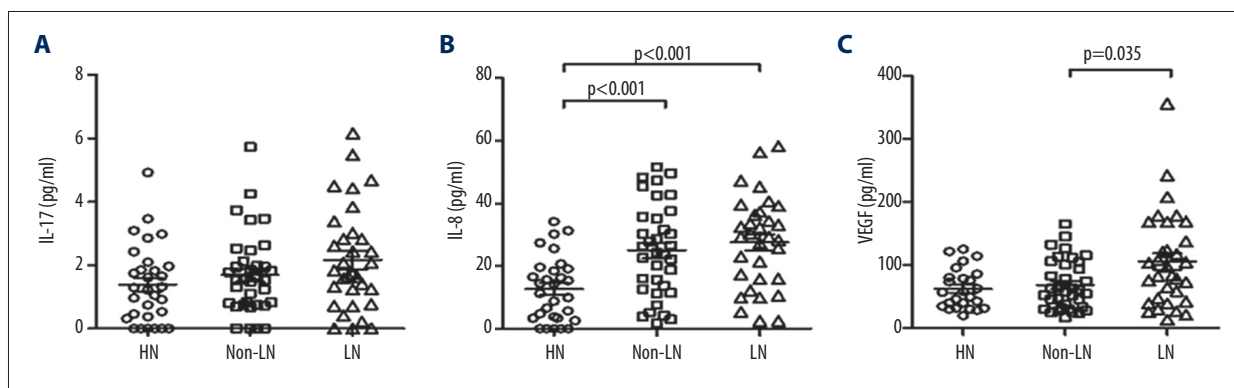 A
IL-17 (pg/ml)
8
6
4
2
0
HN Non-LN LN
B
p<0.001
p<0.001
IL-8 (pg/ml)
80
60
40
20
0
HN Non-LN LN
C
p=0.035
VEGF (pg/ml)
400
300
200
100
0
HN Non-LN LN